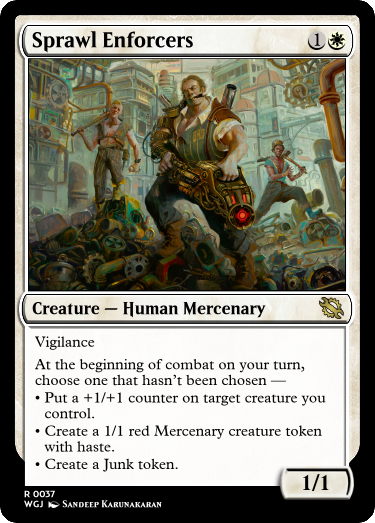 Sprawl Enforcers 1
Creature — Human Mercenary
Vigilance
At the beginning of combat on your turn,
choose one that hasn't been chosen —
• Put a +1/+1 counter on target creature you
control.
• Create a 1/1 red Mercenary creature token
with haste.
• Create a Junk token.
1/1
R 0037
WGJ Sandeep Karunakaran